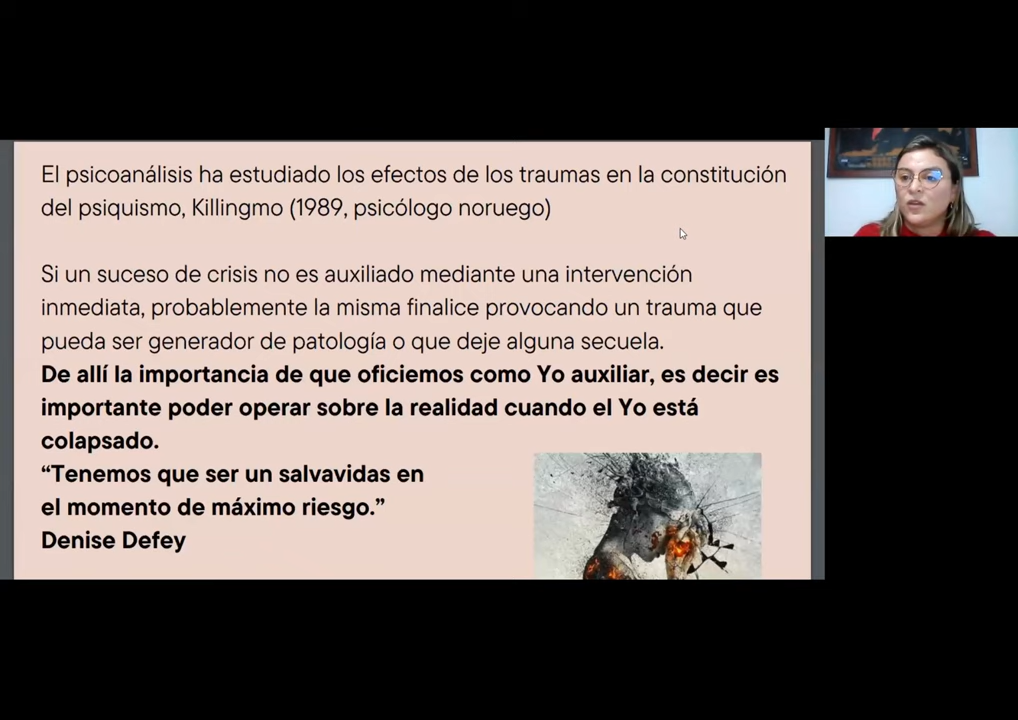 El psicoanálisis ha estudiado los efectos de los traumas en la constitución
del psiquismo, Killingmo (1989, psicólogo noruego)
Si un suceso de crisis no es auxiliado mediante una intervención
inmediata, probablemente la misma finalice provocando un trauma que
pueda ser generador de patología o que deje alguna secuela.
De allí la importancia de que oficiemos como Yo auxiliar, es decir es
importante poder operar sobre la realidad cuando el Yo está
colapsado.
“Tenemos que ser un salvavidas en
el momento de máximo riesgo.”
Denise Defey